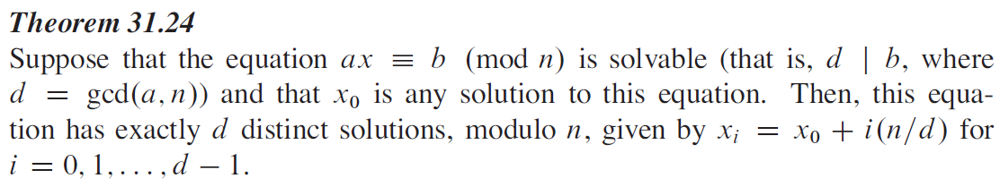 Theorem 31.24
Suppose that the equation ax ≡ b (mod n) is solvable (that is, d | b, where
d = gcd(a, n)) and that x₀ is any solution to this equation. Then, this equa-
tion has exactly d distinct solutions, modulo n, given by xᵢ = x₀ + i(n/d) for
i = 0, 1, . . . , d − 1.